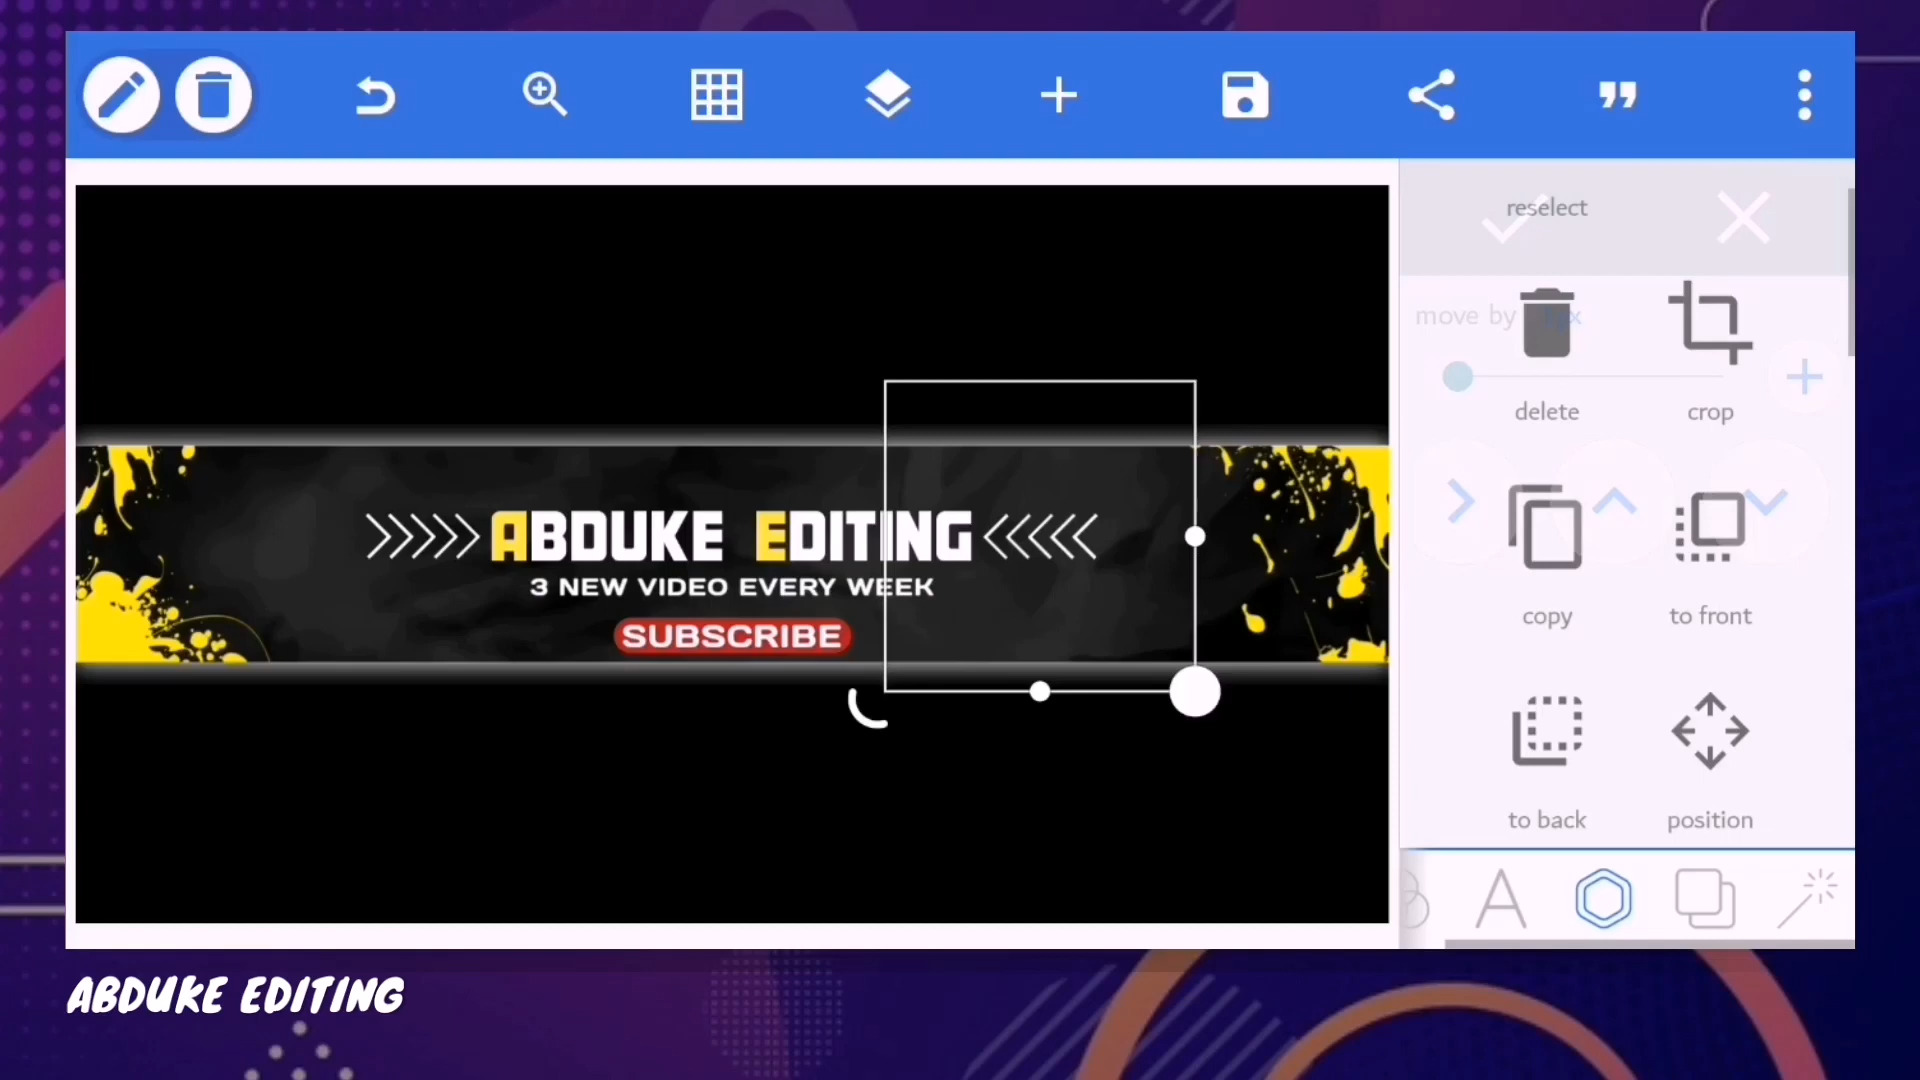 reselect
move by
delete
crop
ABDUKE EDITING
3 NEW VIDEO EVERY WEEK
SUBSCRIBE
copy
to front
to back
position
ABDUKE EDITING